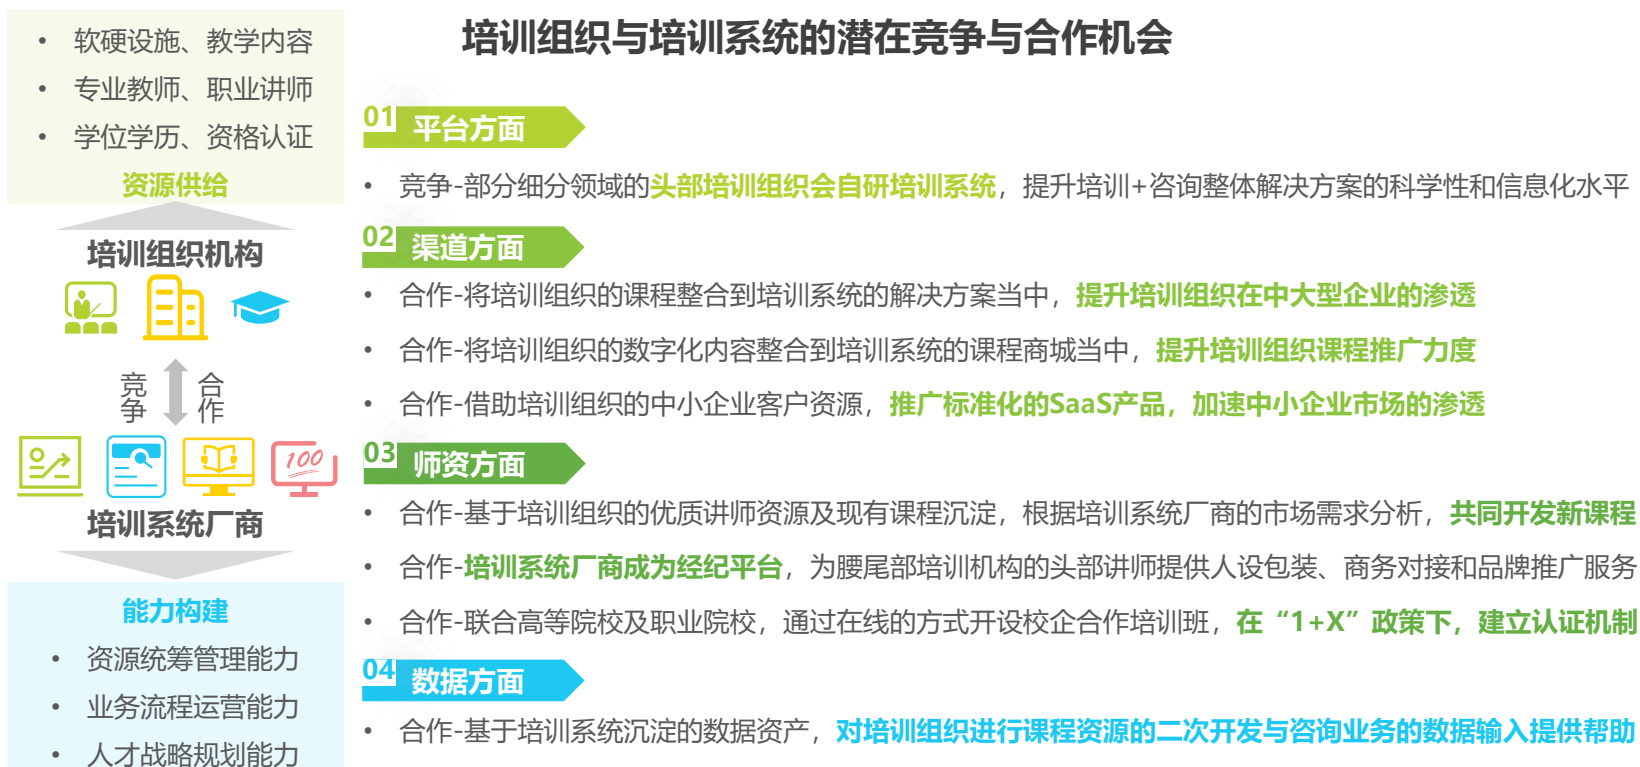 培训组织与培训系统的潜在竞争与合作机会
• 软硬设施、教学内容
• 专业教师、职业讲师
• 学位学历、资格认证
资源供给
培训组织机构
竞争
合作
100
培训系统厂商
能力构建
• 资源统筹管理能力
• 业务流程运营能力
• 人才战略规划能力
01 平台方面
• 竞争-部分细分领域的头部培训组织会自研培训系统，提升培训+咨询整体解决方案的科学性和信息化水平
02 渠道方面
• 合作-将培训组织的课程整合到培训系统的解决方案当中，提升培训组织在中大型企业的渗透
• 合作-将培训组织的数字化内容整合到培训系统的课程商城当中，提升培训组织课程推广力度
• 合作-借助培训组织的中小企业客户资源，推广标准化的SaaS产品，加速中小企业市场的渗透
03 师资方面
• 合作-基于培训组织的优质讲师资源及现有课程沉淀，根据培训系统厂商的市场需求分析，共同开发新课程
• 合作-培训系统厂商成为经纪平台，为腰尾部培训机构的头部讲师提供人设包装、商务对接和品牌推广服务
• 合作-联合高等院校及职业院校，通过在线的方式开设校企合作培训班，在“1+X”政策下，建立认证机制
04 数据方面
• 合作-基于培训系统沉淀的数据资产，对培训组织进行课程资源的二次开发与咨询业务的数据输入提供帮助